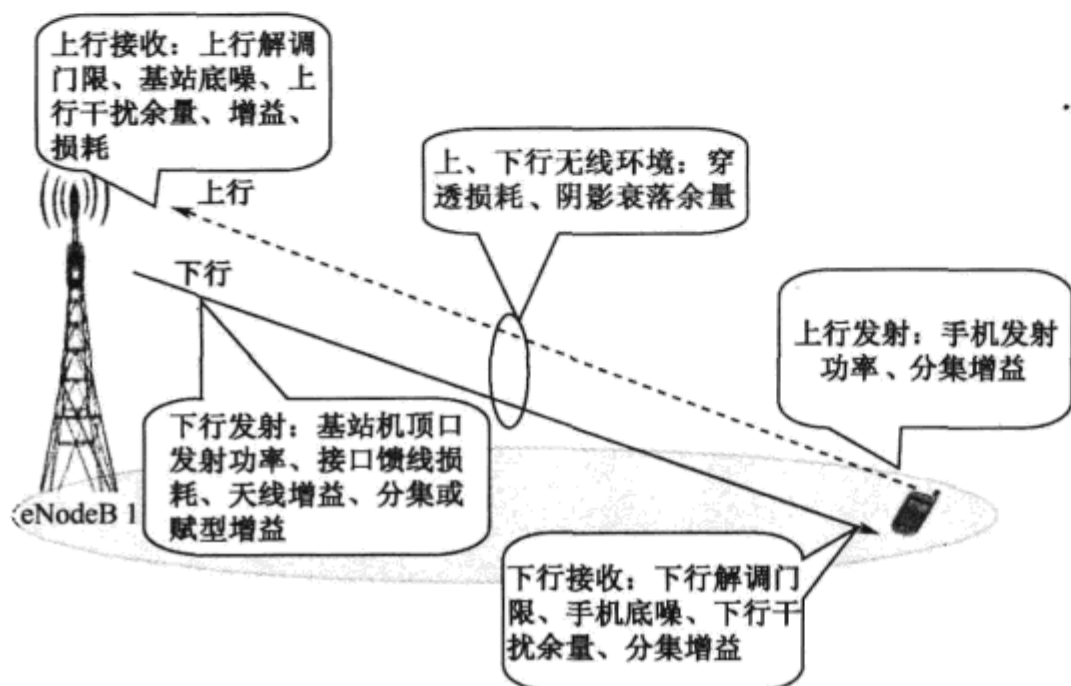 上行接收：上行解调
门限、基站底噪、上
行干扰余量、增益、
损耗
上、下行无线环境：穿
透损耗、阴影衰落余量
上行
下行
上行发射：手机发射
功率、分集增益
下行发射：基站机顶口
发射功率、接口馈线损
耗、天线增益、分集或
赋型增益
eNodeB 1
下行接收：下行解调门
限、手机底噪、下行干
扰余量、分集增益